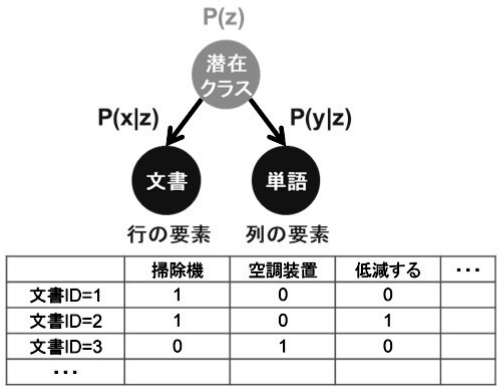 P(z)
潜在
クラス
P(x|z) P(y|z)
文書 単語
行の要素 列の要素
掃除機 空調装置 低減する ･･･
文書ID=1 1 0 0
文書ID=2 1 0 1
文書ID=3 0 1 0
･･･